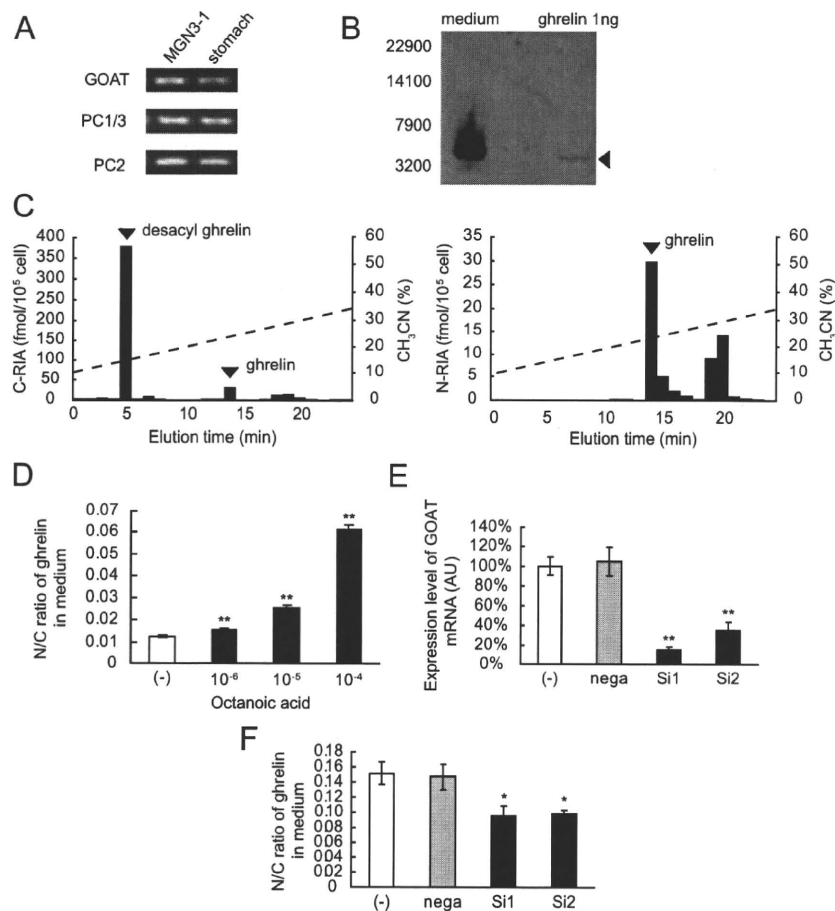 A
MGN3-1 stomach
GOAT
PC1/3
PC2
B
medium ghrelin 1ng
22900
14100
7900
3200
C
C-RIA (fmol/10⁵ cell)
400
350
300
250
200
150
100
50
0
desacyl ghrelin
ghrelin
60
50
40
30
20
10
0
CH₃CN (%)
0 5 10 15 20
Elution time (min)
N-RIA (fmol/10⁵ cell)
35
30
25
20
15
10
5
0
ghrelin
60
50
40
30
20
10
0
CH₃CN (%)
0 5 10 15 20
Elution time (min)
D
N/C ratio of ghrelin
in medium
0.07
0.06
0.05
0.04
0.03
0.02
0.01
0
** ** **
(-) 10⁻⁶ 10⁻⁵ 10⁻⁴
Octanoic acid
E
Expression level of GOAT
mRNA (AU)
140%
120%
100%
80%
60%
40%
20%
0%
** **
(-) nega Si1 Si2
F
N/C ratio of ghrelin
in medium
0.18
0.16
0.14
0.12
0.10
0.08
0.06
0.04
0.02
0
* *
(-) nega Si1 Si2